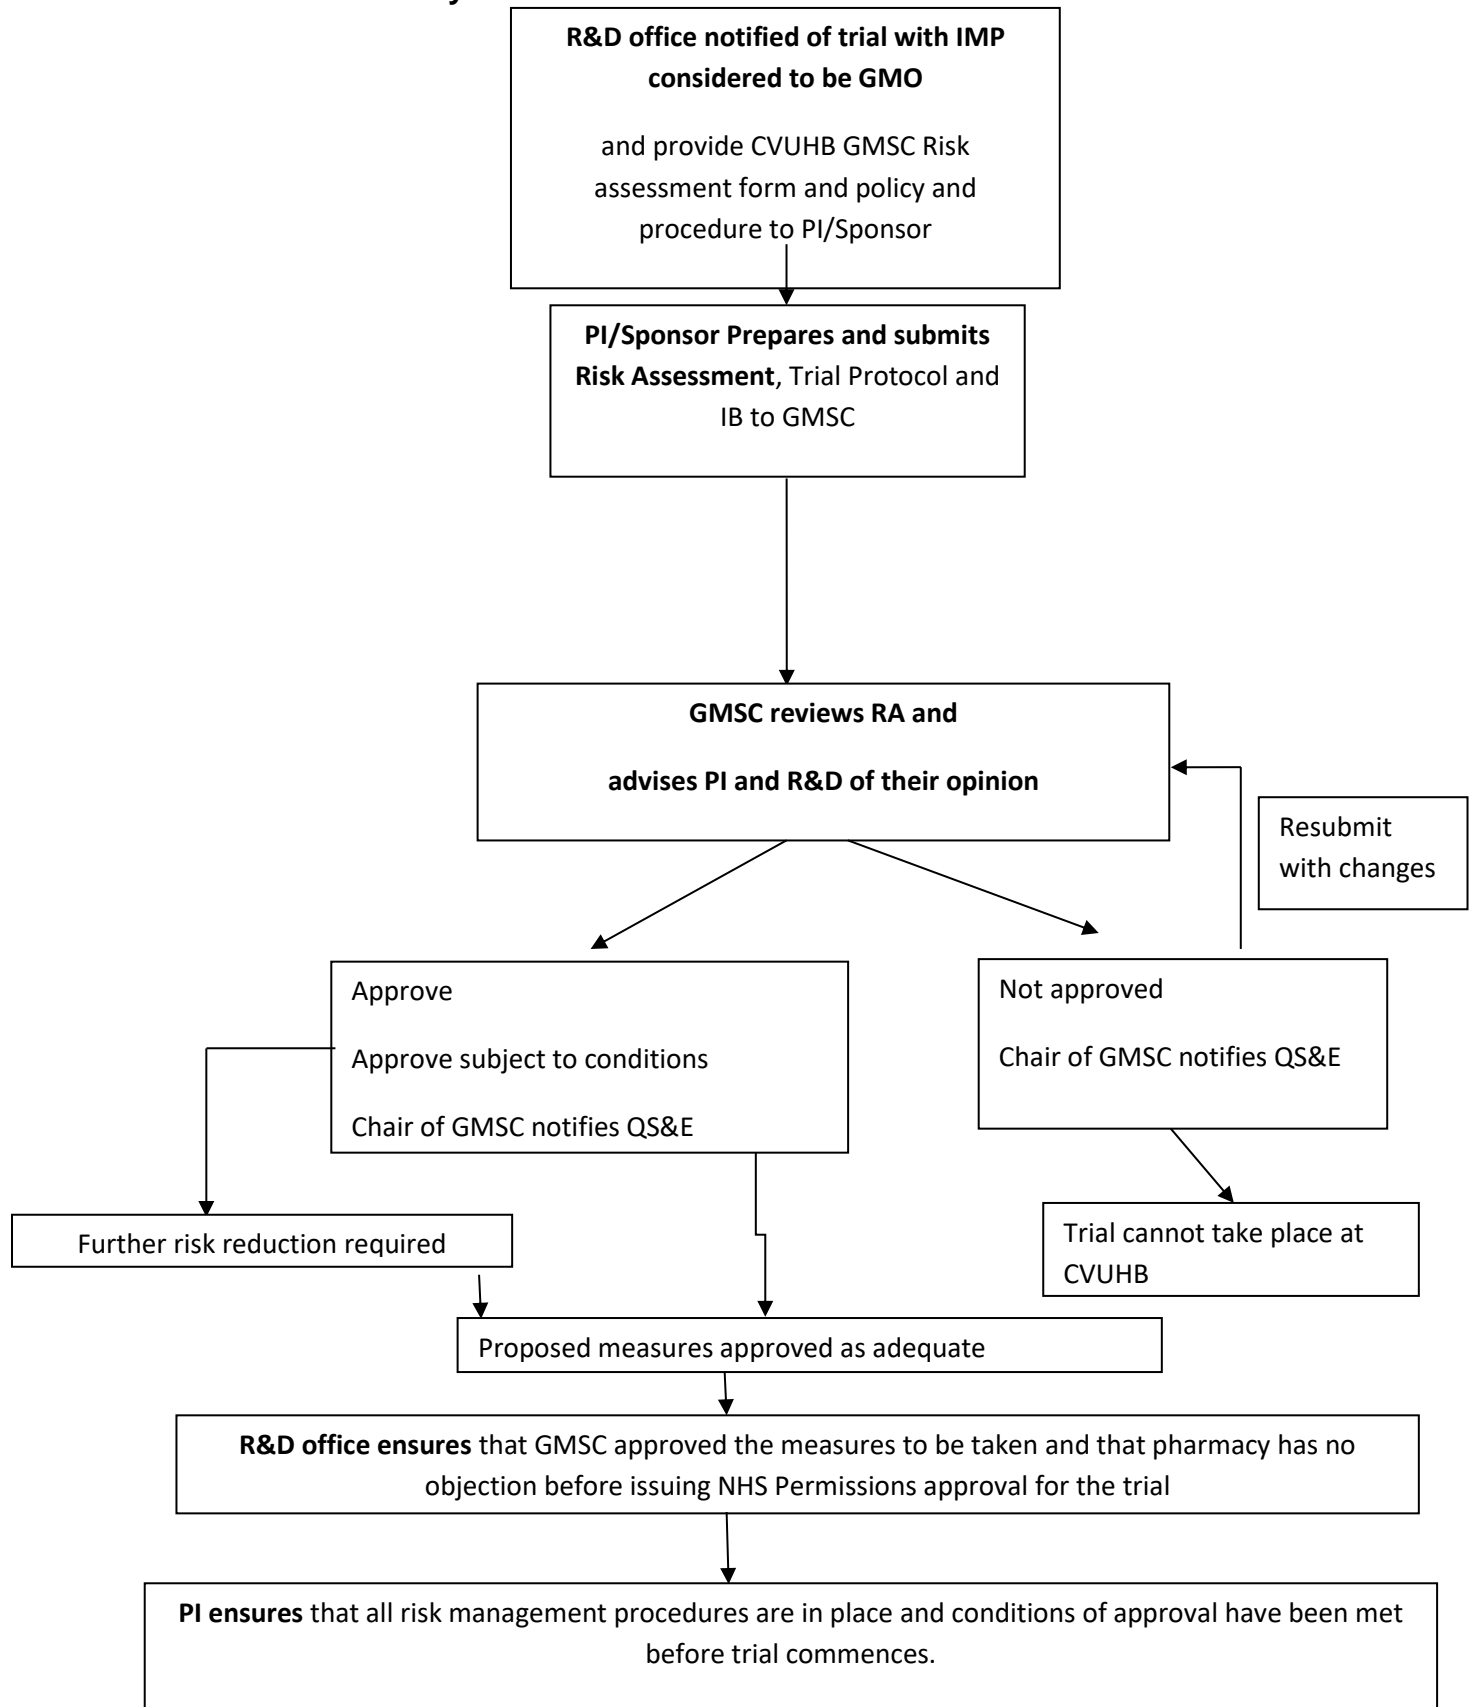 R&D office notified of trial with IMP
considered to be GMO
and provide CVUHB GMSC Risk
assessment form and policy and
procedure to PI/Sponsor
PI/Sponsor Prepares and submits
Risk Assessment, Trial Protocol and
IB to GMSC
GMSC reviews RA and
advises PI and R&D of their opinion
Resubmit
with changes
Approve
Approve subject to conditions
Chair of GMSC notifies QS&E
Not approved
Chair of GMSC notifies QS&E
Further risk reduction required
Trial cannot take place at
CVUHB
Proposed measures approved as adequate
R&D office ensures that GMSC approved the measures to be taken and that pharmacy has no
objection before issuing NHS Permissions approval for the trial
PI ensures that all risk management procedures are in place and conditions of approval have been met
before trial commences.